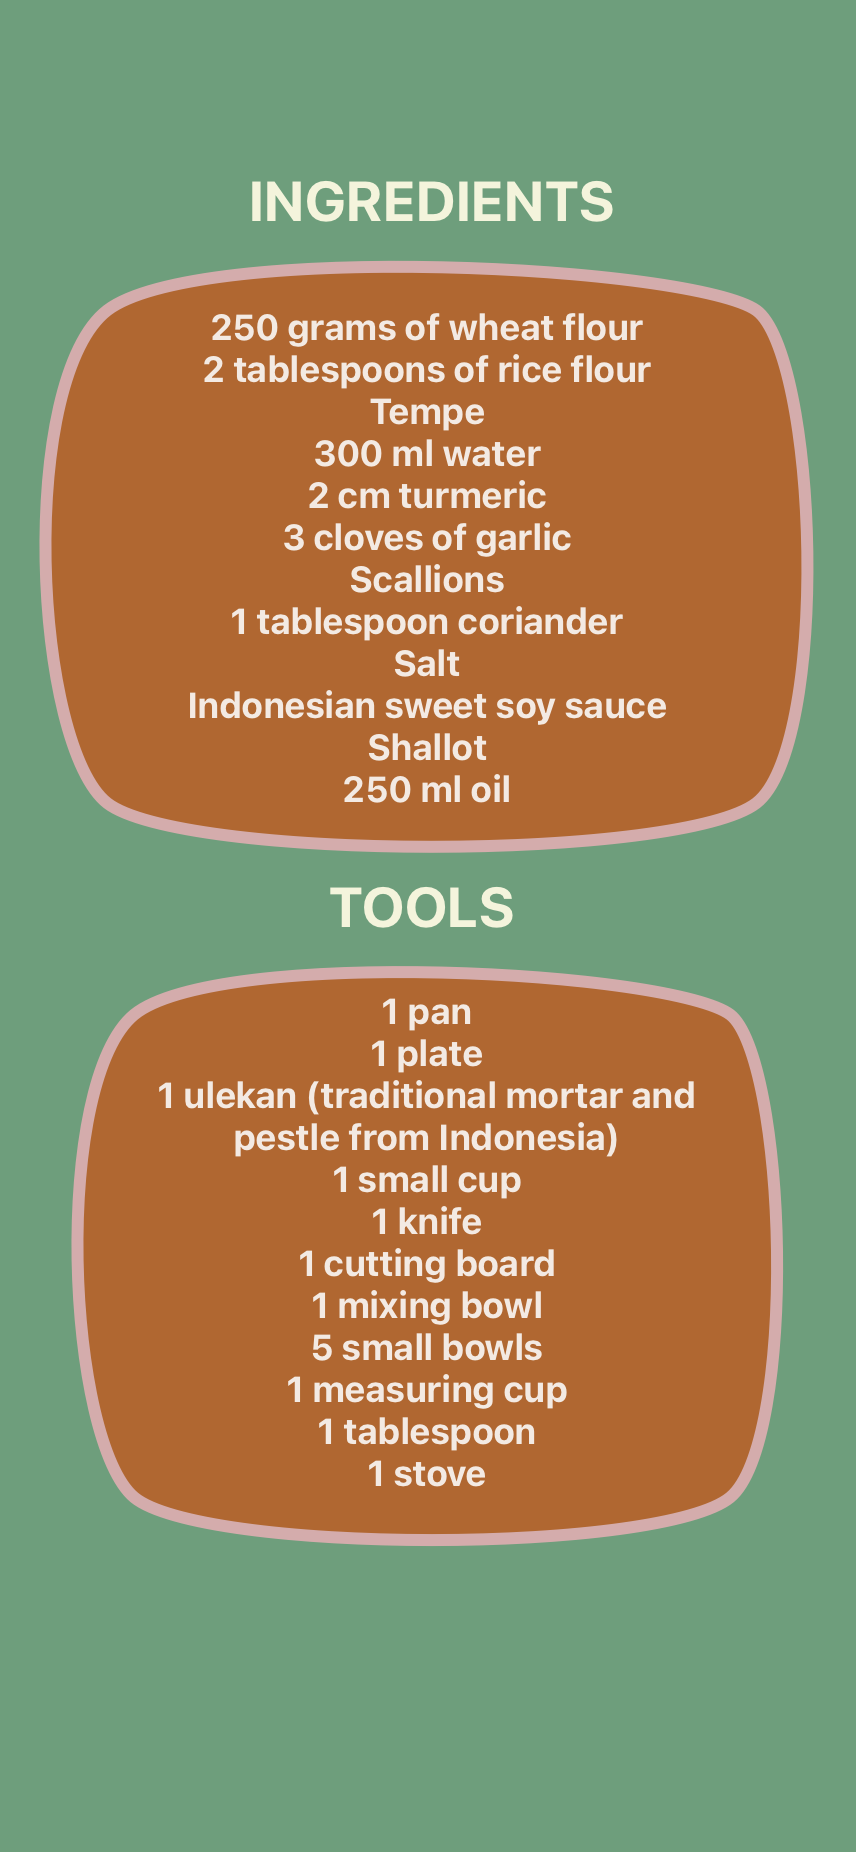 INGREDIENTS
250 grams of wheat flour
2 tablespoons of rice flour
Tempe
300 ml water
2 cm turmeric
3 cloves of garlic
Scallions
1 tablespoon coriander
Salt
Indonesian sweet soy sauce
Shallot
250 ml oil
TOOLS
1 pan
1 plate
1 ulekan (traditional mortar and
pestle from Indonesia)
1 small cup
1 knife
1 cutting board
1 mixing bowl
5 small bowls
1 measuring cup
1 tablespoon
1 stove